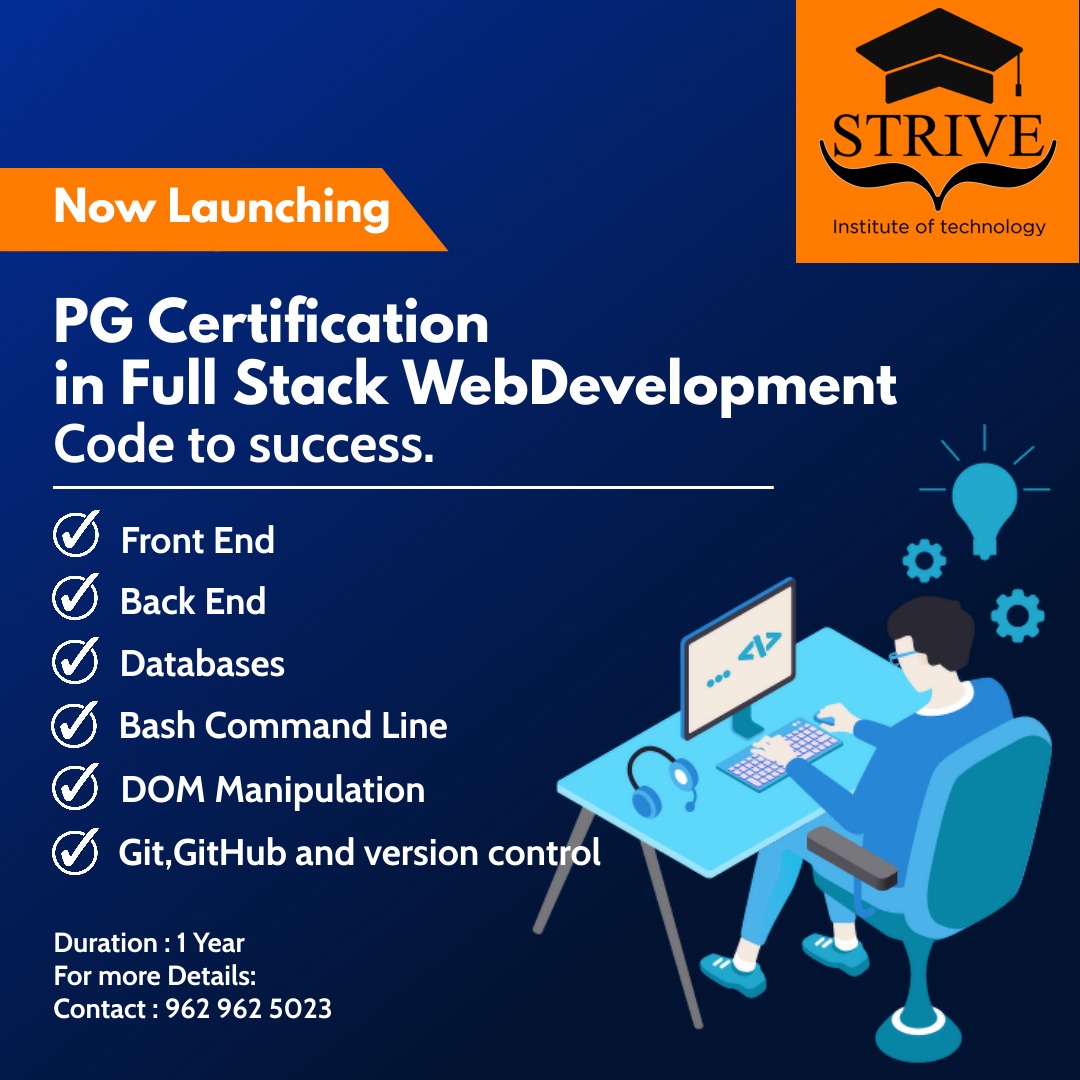 STRIVE
Institute of technology
Now Launching
PG Certification
in Full Stack WebDevelopment
Code to success.
Front End
Back End
Databases
Bash Command Line
DOM Manipulation
Git,GitHub and version control
Duration : 1 Year
For more Details:
Contact : 962 962 5023